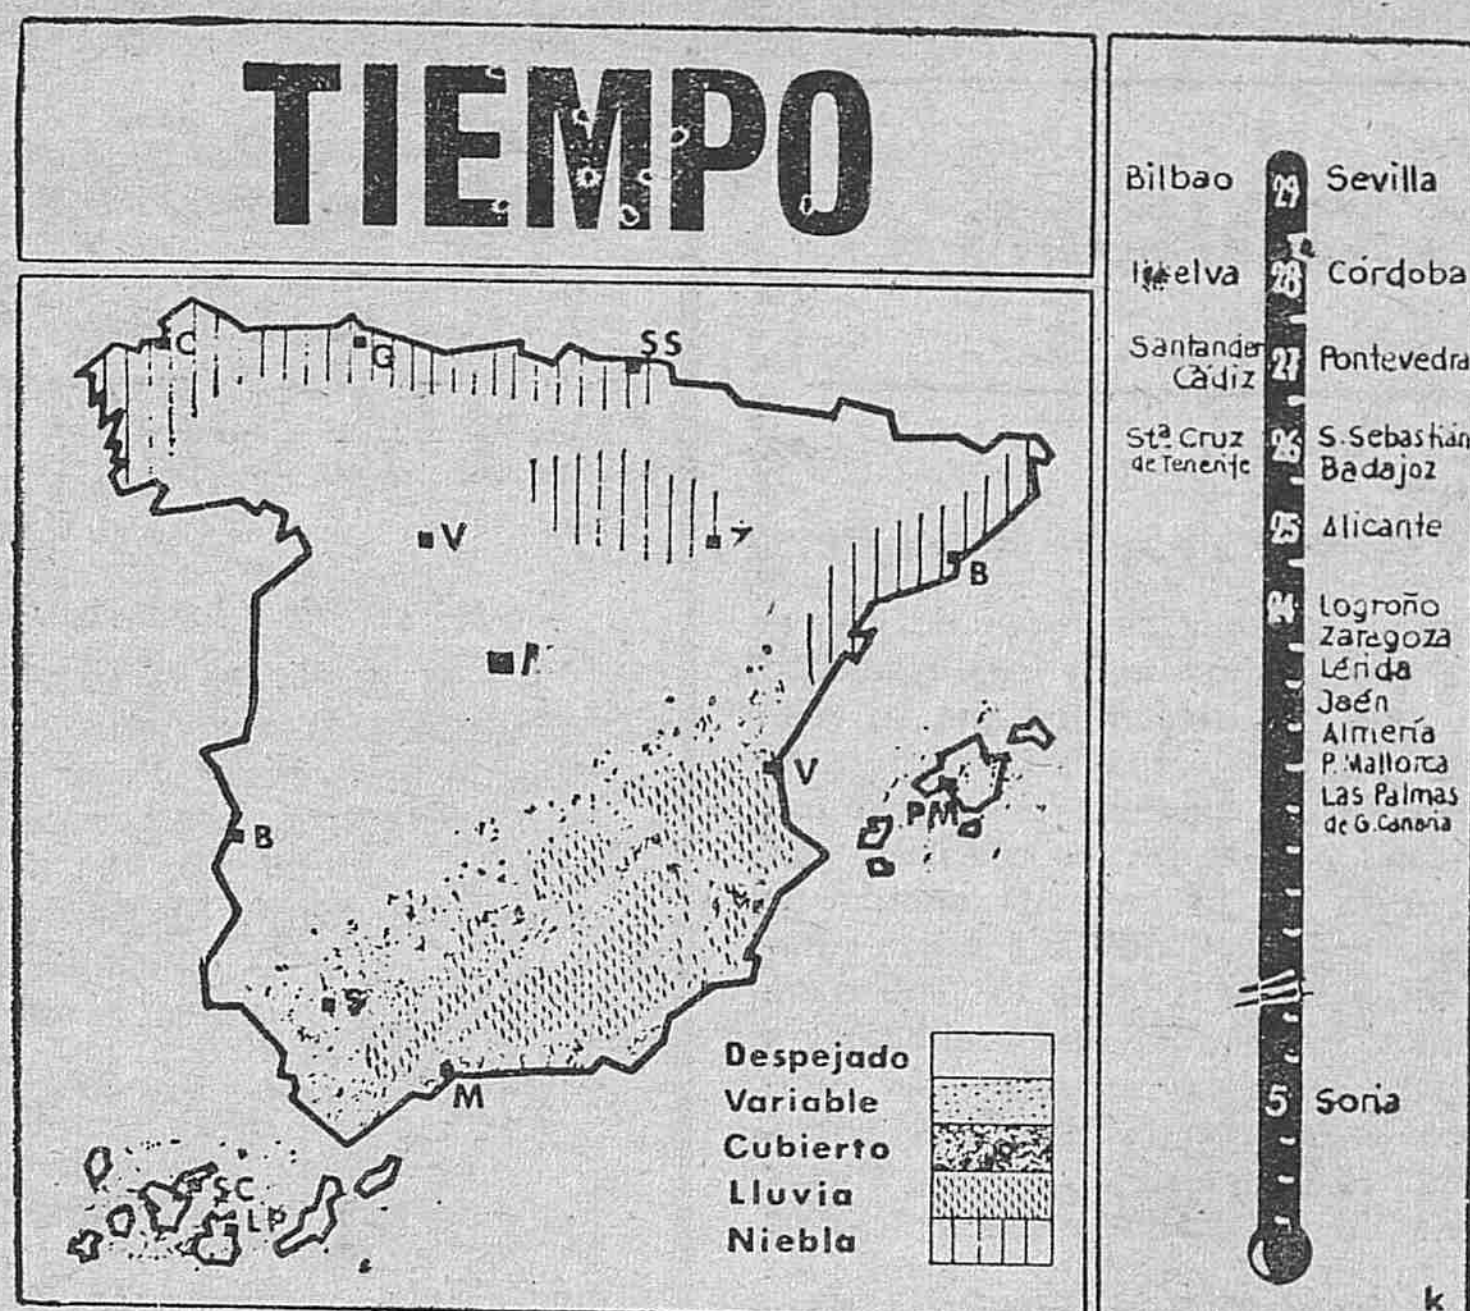 TIEMPO
C
G
SS
V
B
V
PM
B
S
M
SC
LP
Despejado
Variable
Cubierto
Lluvia
Niebla
Bilbao 29 Sevilla
28 Córdoba
Santander 27 Pontevedra
Cádiz
Stª Cruz 26 S. Sebastián
de Tenerife Badajoz
25 Alicante
24 Logroño
Zaragoza
Lérida
Jaén
Almería
P. Mallorca
Las Palmas
de G. Canaria
5 Soria
k